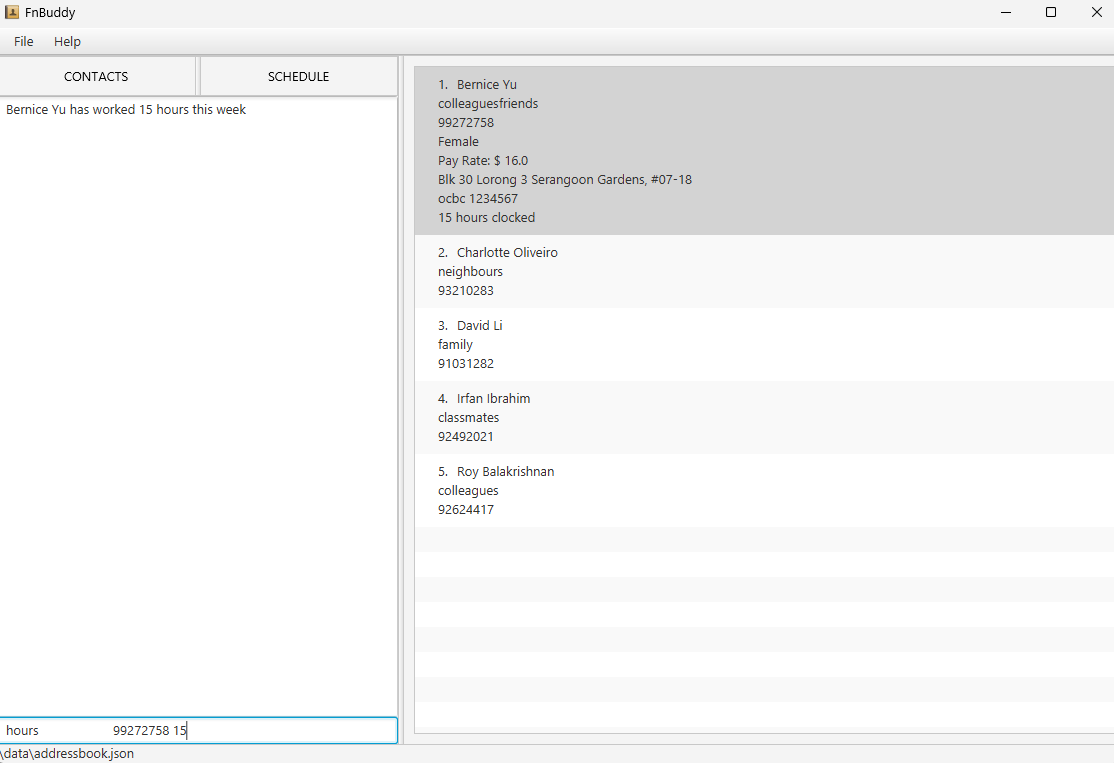 FnBuddy
File Help
CONTACTS SCHEDULE
Bernice Yu has worked 15 hours this week
1. Bernice Yu
colleaguesfriends
99272758
Female
Pay Rate: $ 16.0
Blk 30 Lorong 3 Serangoon Gardens, #07-18
ocbc 1234567
15 hours clocked
2. Charlotte Oliveiro
neighbours
93210283
3. David Li
family
91031282
4. Irfan Ibrahim
classmates
92492021
5. Roy Balakrishnan
colleagues
92624417
hours 99272758 15
\data\addressbook.json